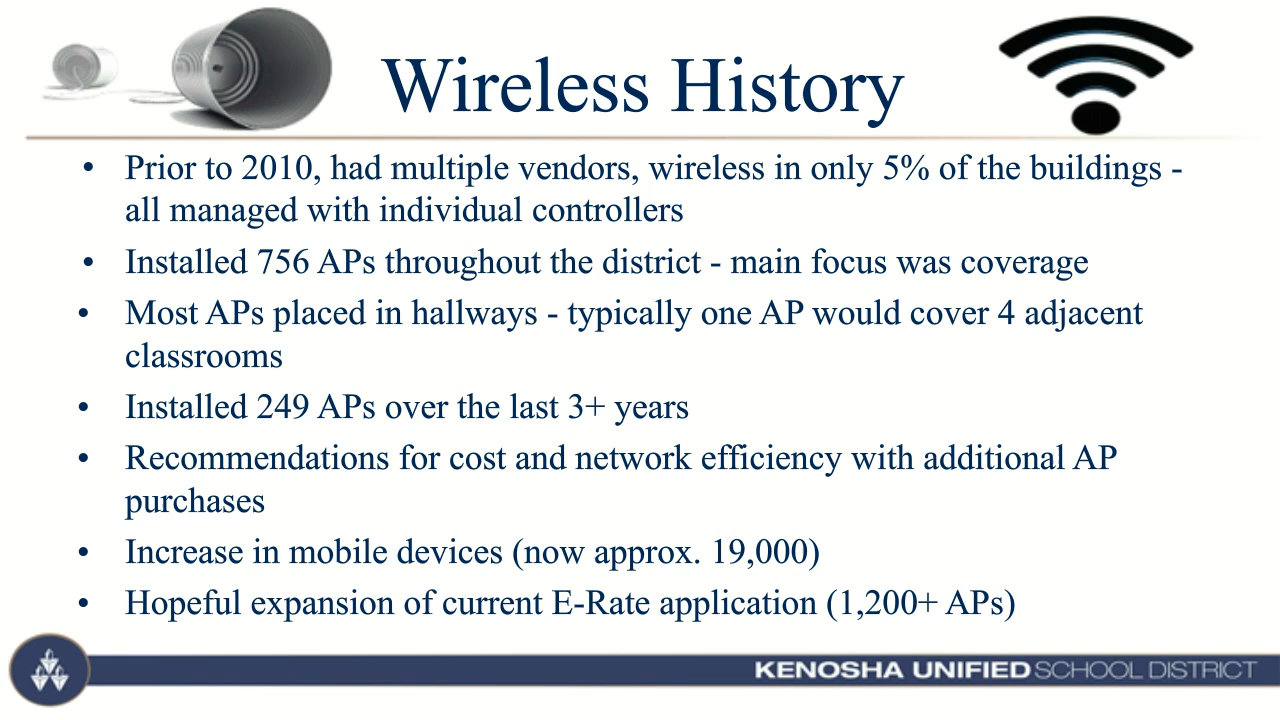 Wireless History
• Prior to 2010, had multiple vendors, wireless in only 5% of the buildings -
all managed with individual controllers
• Installed 756 APs throughout the district - main focus was coverage
• Most APs placed in hallways - typically one AP would cover 4 adjacent
classrooms
• Installed 249 APs over the last 3+ years
• Recommendations for cost and network efficiency with additional AP
purchases
• Increase in mobile devices (now approx. 19,000)
• Hopeful expansion of current E-Rate application (1,200+ APs)
KENOSHA UNIFIED SCHOOL DISTRICT